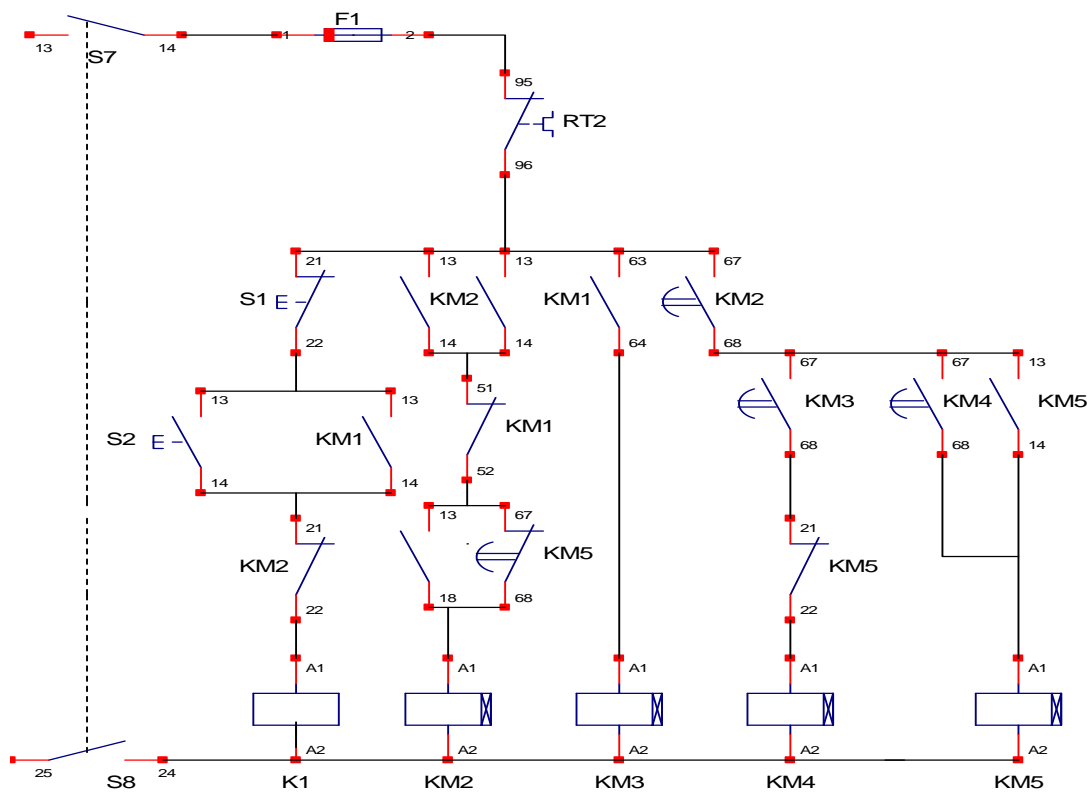 F1
13 S7 14 1 2
95
RT2
96
21 13 13 63 67
S1 E KM2 KM1 KM2
22 14 14 64 68
51 67 67 13
13 13 KM3 KM4 KM5
S2 E KM1 KM1
52 68 68 14
14 14
21 13 67 21
KM2 KM5 KM5
22 18 68 22
A1 A1 A1 A1 A1
A2 A2 A2 A2 A2
25 S8 24 K1 KM2 KM3 KM4 KM5